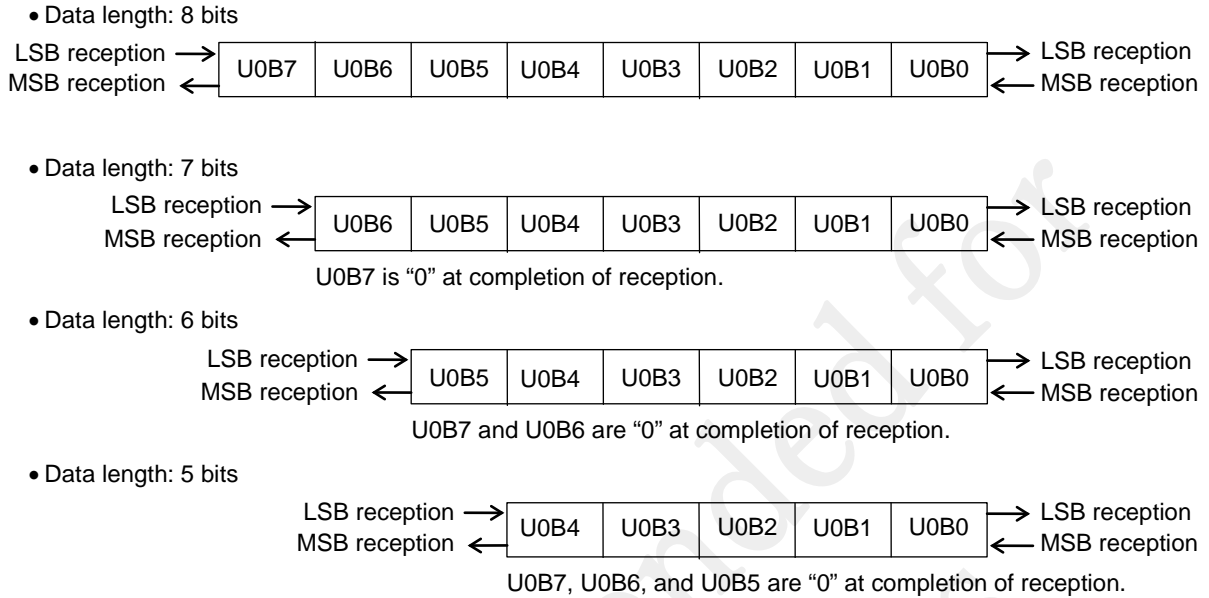 • Data length: 8 bits
LSB reception
MSB reception
U0B7 U0B6 U0B5 U0B4 U0B3 U0B2 U0B1 U0B0
LSB reception
MSB reception
• Data length: 7 bits
LSB reception
MSB reception
U0B6 U0B5 U0B4 U0B3 U0B2 U0B1 U0B0
LSB reception
MSB reception
U0B7 is “0” at completion of reception.
• Data length: 6 bits
LSB reception
MSB reception
U0B5 U0B4 U0B3 U0B2 U0B1 U0B0
LSB reception
MSB reception
U0B7 and U0B6 are “0” at completion of reception.
• Data length: 5 bits
LSB reception
MSB reception
U0B4 U0B3 U0B2 U0B1 U0B0
LSB reception
MSB reception
U0B7, U0B6, and U0B5 are “0” at completion of reception.
nded for